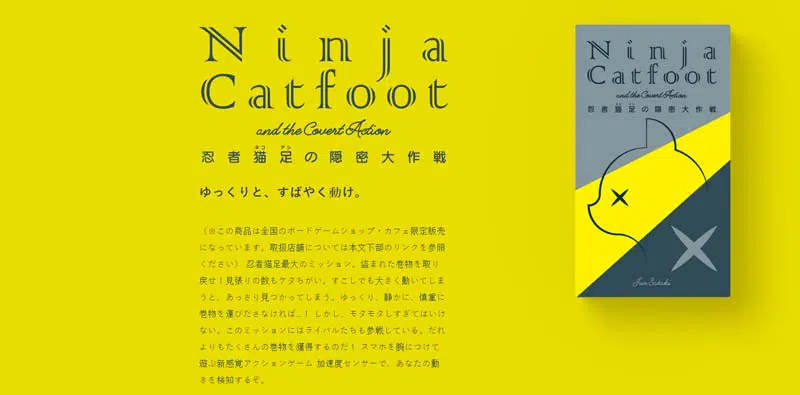 Ninja
Catfoot
and the Covert Action
忍者猫足の隠密大作戦
ネコ アシ
ゆっくりと、すばやく動け。
（※この商品は全国のボードゲームショップ・カフェ限定販売
になっています。取扱店舗については本文下部のリンクを参照
ください） 忍者猫足最大のミッション。盗まれた巻物を取り
戻せ！見張りの数もケタちがい。すこしでも大きく動いてしま
うと、あっさり見つかってしまう。ゆっくり、静かに、慎重に
巻物を運びださなければ…！ しかし、モタモタしすぎてはいけ
ない。このミッションにはライバルたちも参戦している。だれ
よりもたくさんの巻物を獲得するのだ！ スマホを腕につけて
遊ぶ新感覚アクションゲーム 加速度センサーで、あなたの動
きを検知するぞ。
Ninja
Catfoot
and the Covert Action
忍者猫足の隠密大作戦
Jun Sasaki